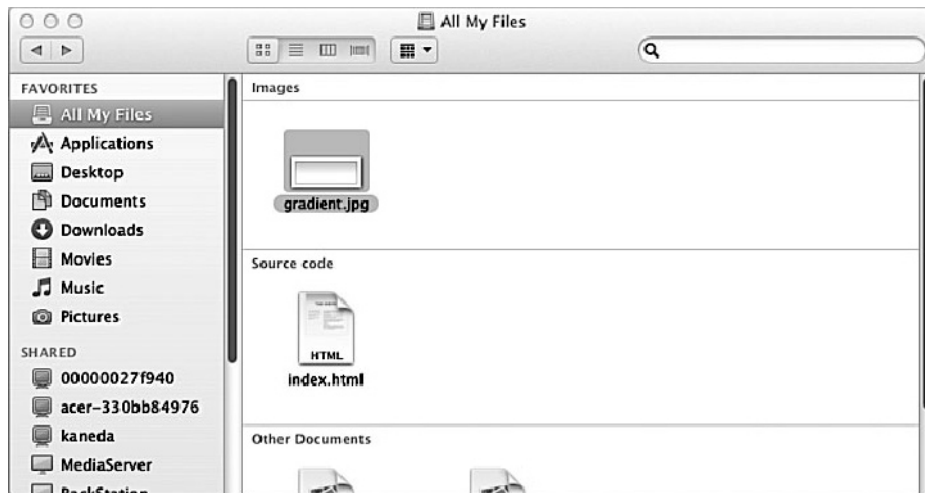 All My Files
FAVORITES
All My Files
Applications
Desktop
Documents
Downloads
Movies
Music
Pictures
SHARED
00000027f940
acer-330bb84976
kaneda
MediaServer
BackStation
Images
gradient.jpg
Source code
HTML
index.html
Other Documents